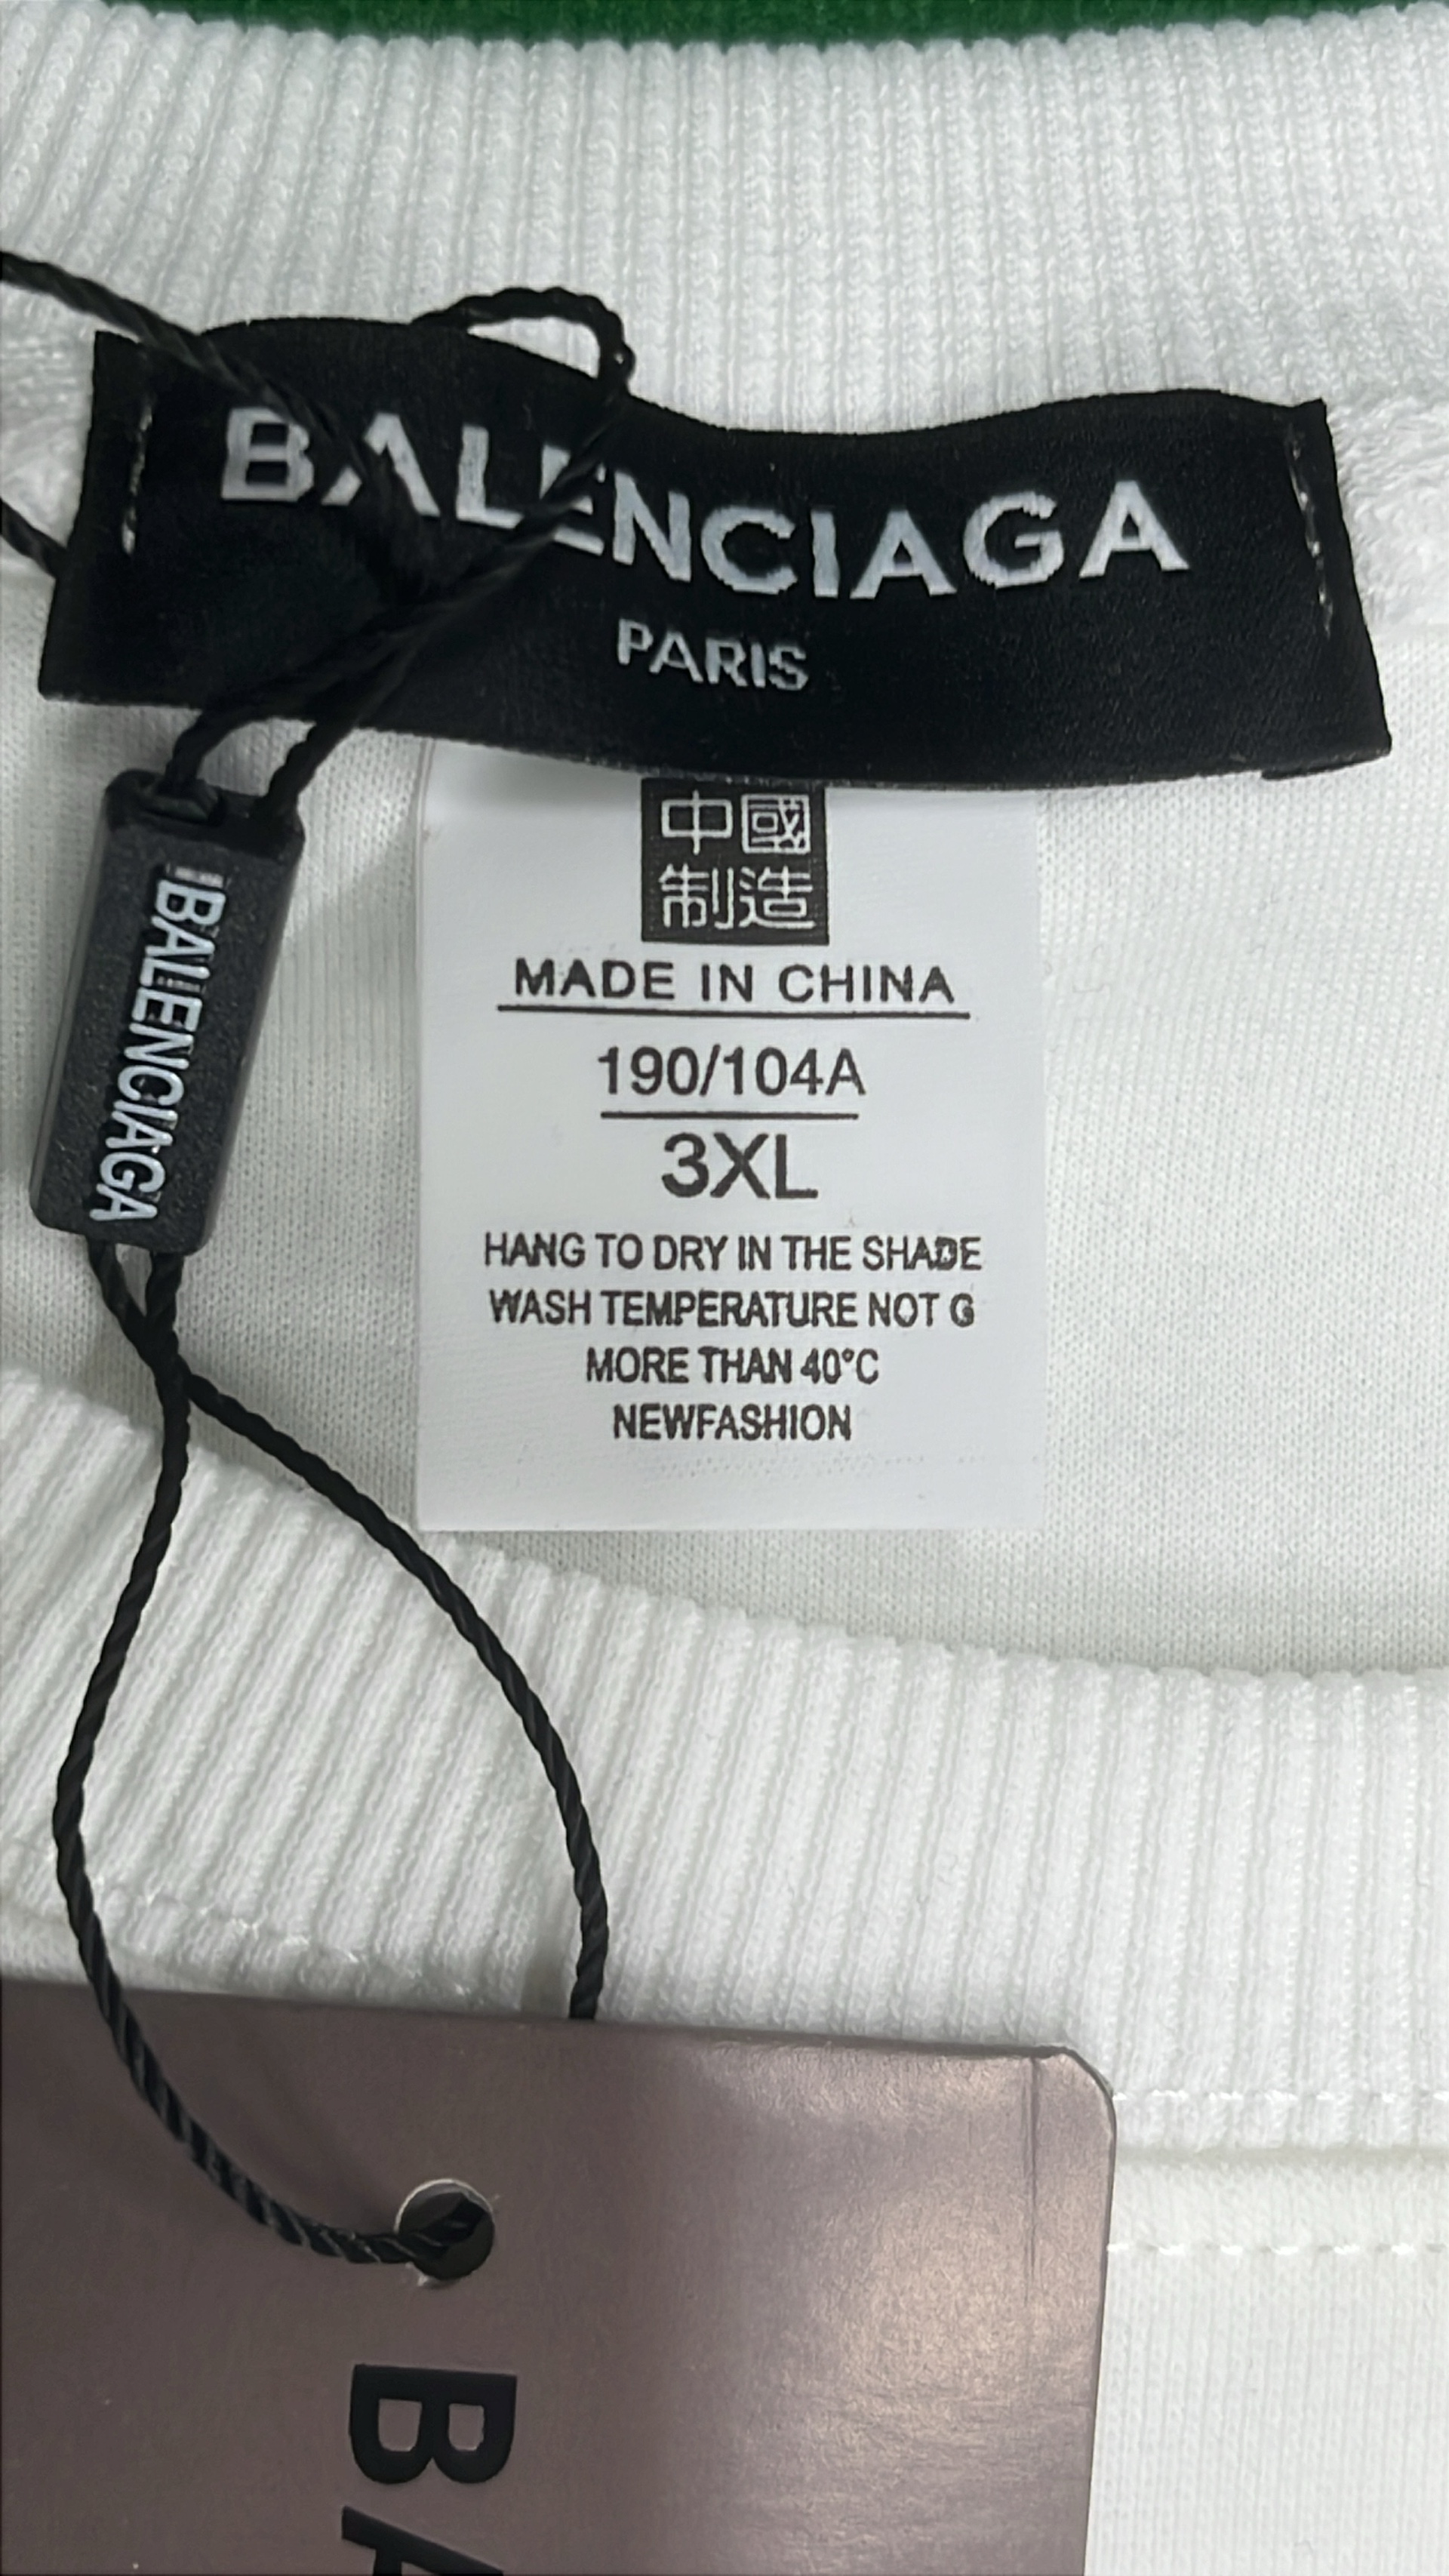 BALENCIAGA
PARIS
中國
制造
MADE IN CHINA
190/104A
3XL
HANG TO DRY IN THE SHADE
WASH TEMPERATURE NOT G
MORE THAN 40°C
NEWFASHION
BALENCIAGA
BA